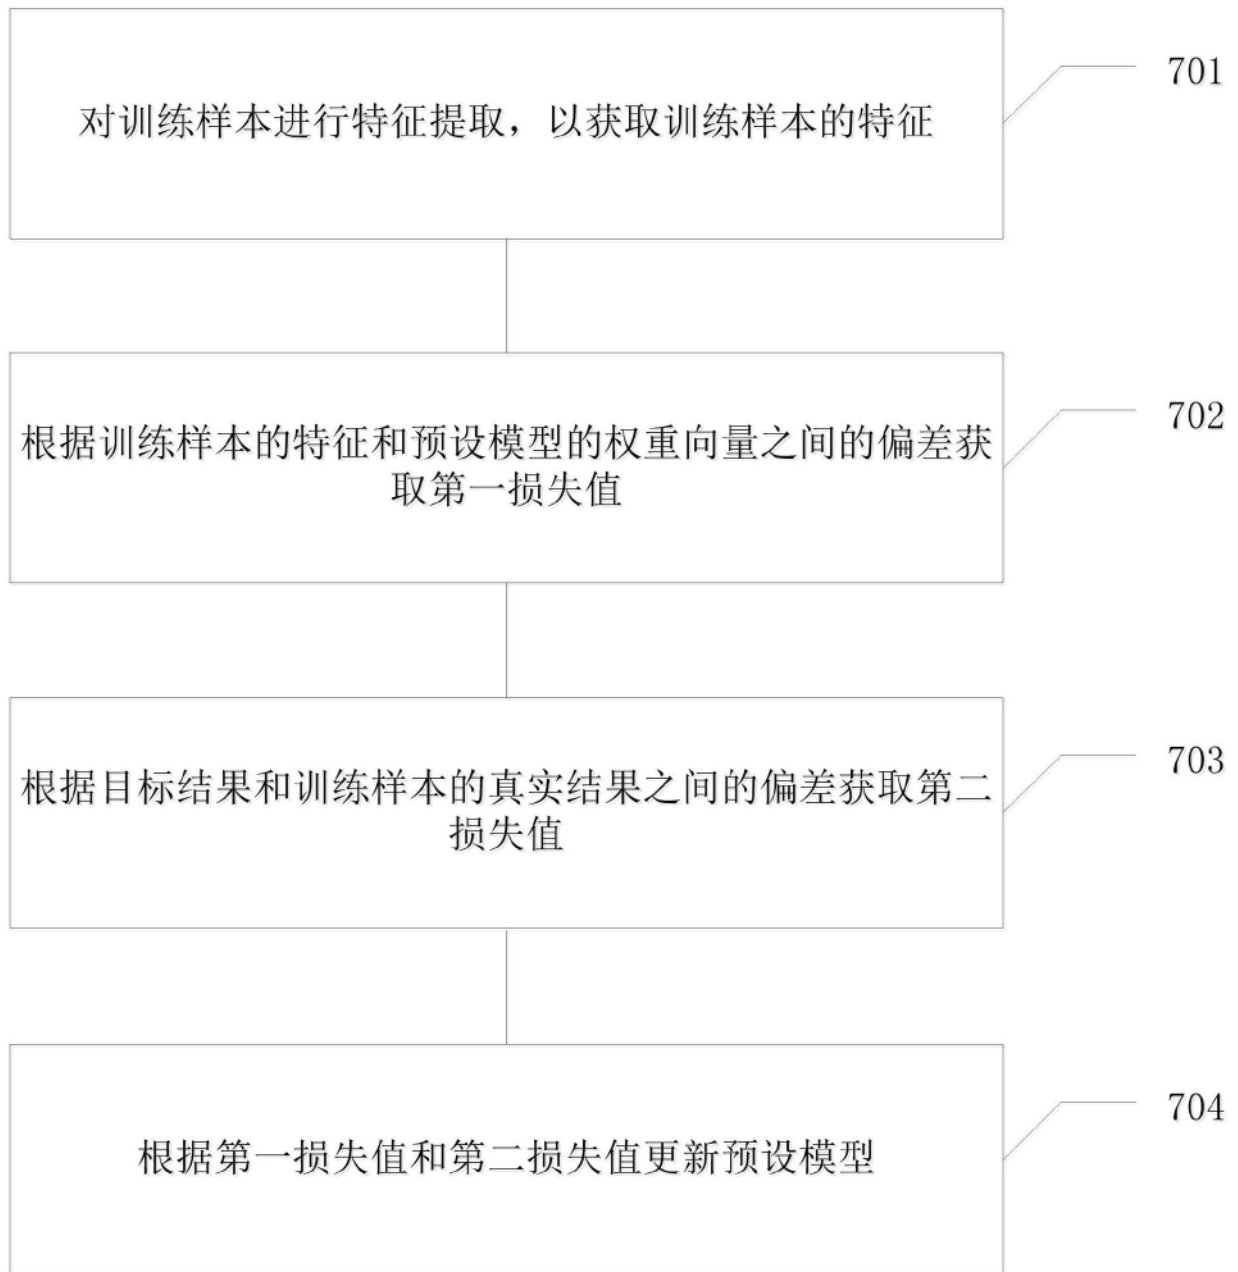 对训练样本进行特征提取，以获取训练样本的特征
701
根据训练样本的特征和预设模型的权重向量之间的偏差获
取第一损失值
702
根据目标结果和训练样本的真实结果之间的偏差获取第二
损失值
703
根据第一损失值和第二损失值更新预设模型
704